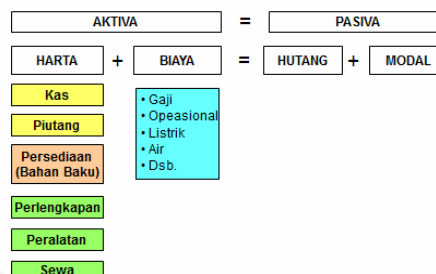 AKTIVA = PASIVA
HARTA + BIAYA = HUTANG + MODAL
Kas
Piutang
Persediaan
(Bahan Baku)
Perlengkapan
Peralatan
Sewa
• Gaji
• Opeasional
• Listrik
• Air
• Dsb.